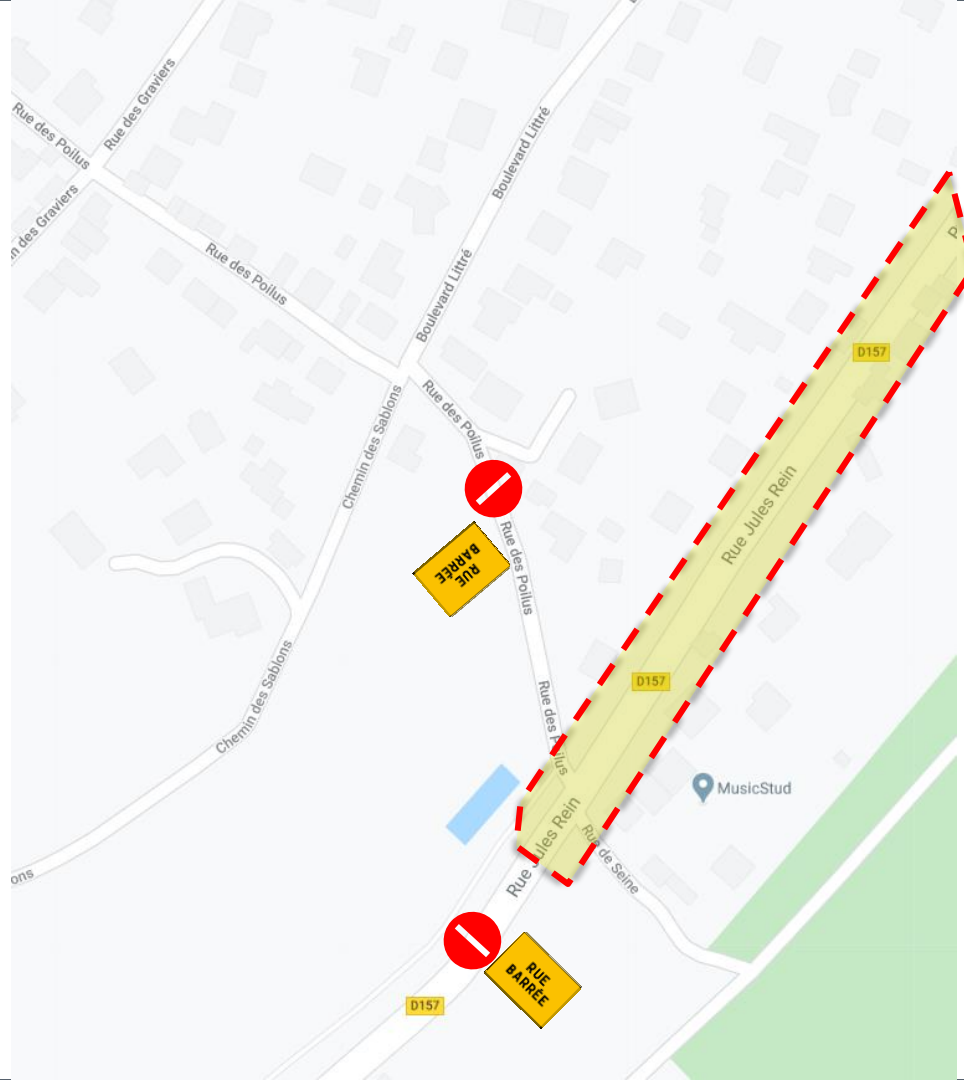 Rue des Graviers
Rue des Poilus
n des Graviers
Boulevard Littré
Rue des Poilus
Boulevard Littré
P
D157
Rue des Poilus
Chemin des Sablons
Rue Jules Rein
Rue des Poilus
RUE
BARRÉE
Chemin des Sablons
D157
Rue des Poilus
MusicStud
Rue Jules Rein
Rue de Seine
ons
RUE
BARRÉE
D157